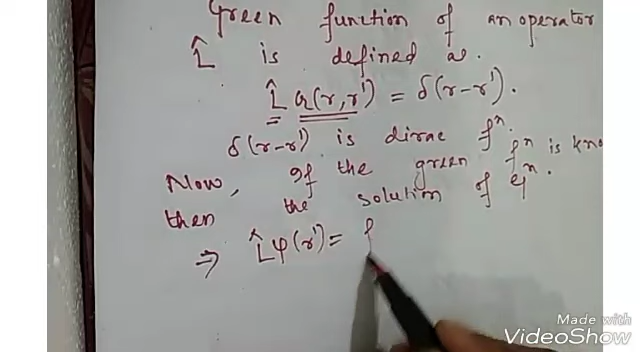 Green function of an operator
L̂ is defined as.
L̂ G(r, r') = δ(r-r').
δ(r-r') is dirac fⁿ.
Now, If the green fⁿ is kno
then the solution of eqⁿ.
⇒ L̂ φ(r') = f
Made with
VideoShow